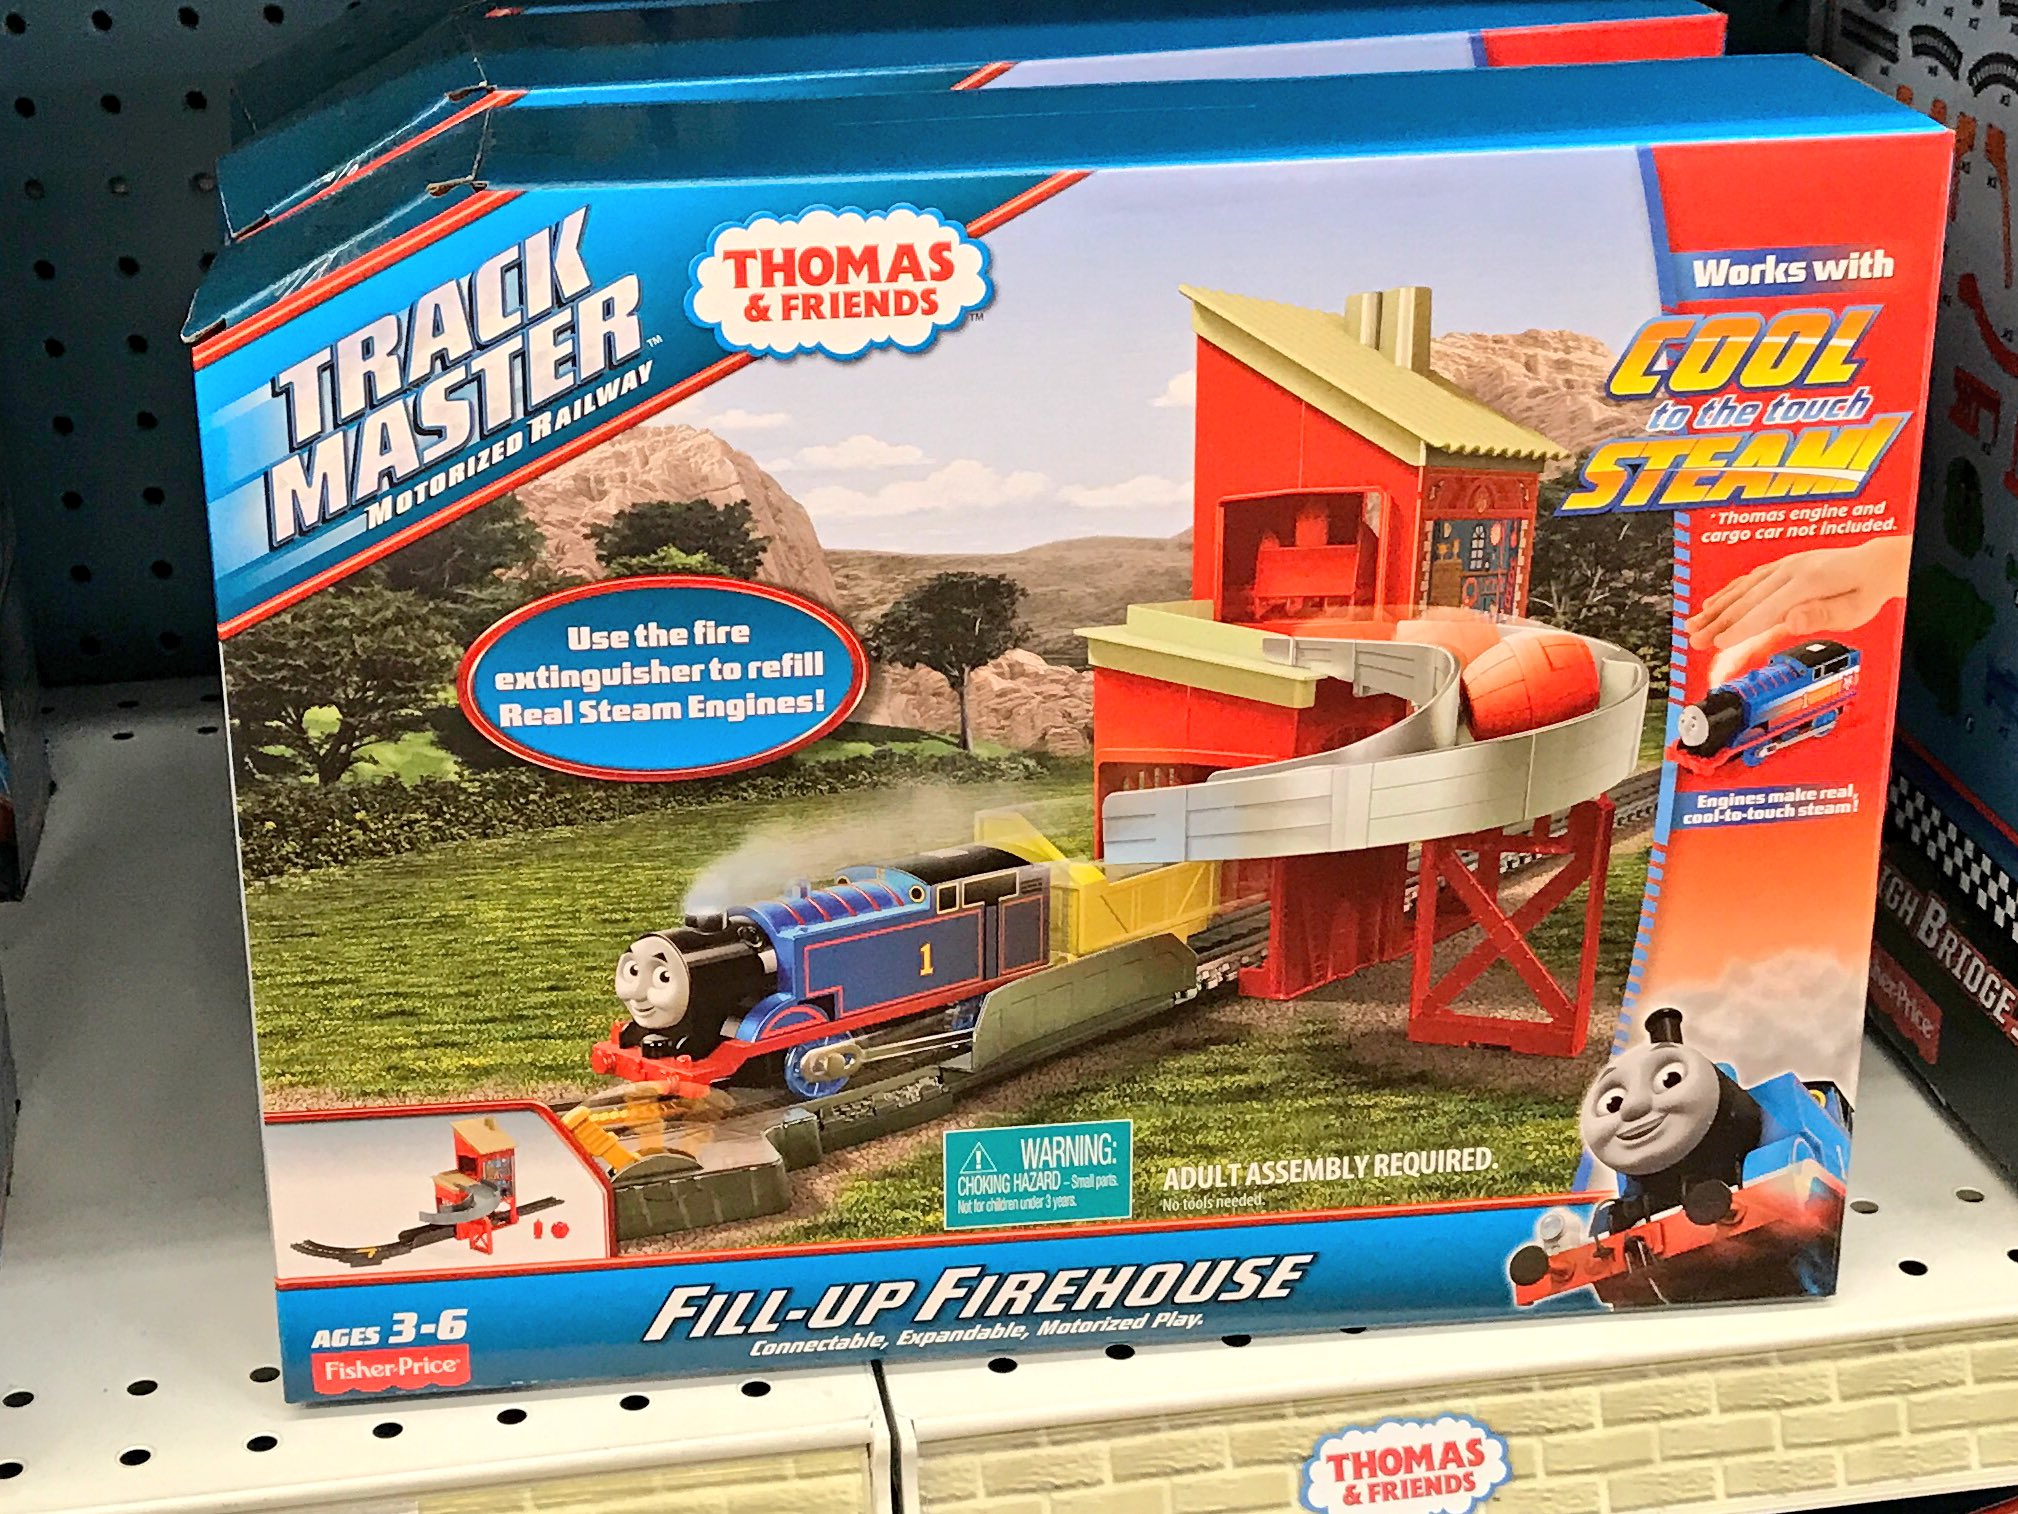 TRACK
MASTER™
MOTORIZED RAILWAY
THOMAS
& FRIENDS™
Works with
COOL
to the touch
STEAM!
*Thomas engine and
cargo car not included.
Use the fire
extinguisher to refill
Real Steam Engines!
1
Engines make real,
cool-to-touch steam!
WARNING:
CHOKING HAZARD – Small parts.
Not for children under 3 years.
ADULT ASSEMBLY REQUIRED.
No tools needed.
FILL-UP FIREHOUSE
Connectable, Expandable, Motorized Play.
AGES 3-6
Fisher-Price
BRIDGE
THOMAS
& FRIENDS